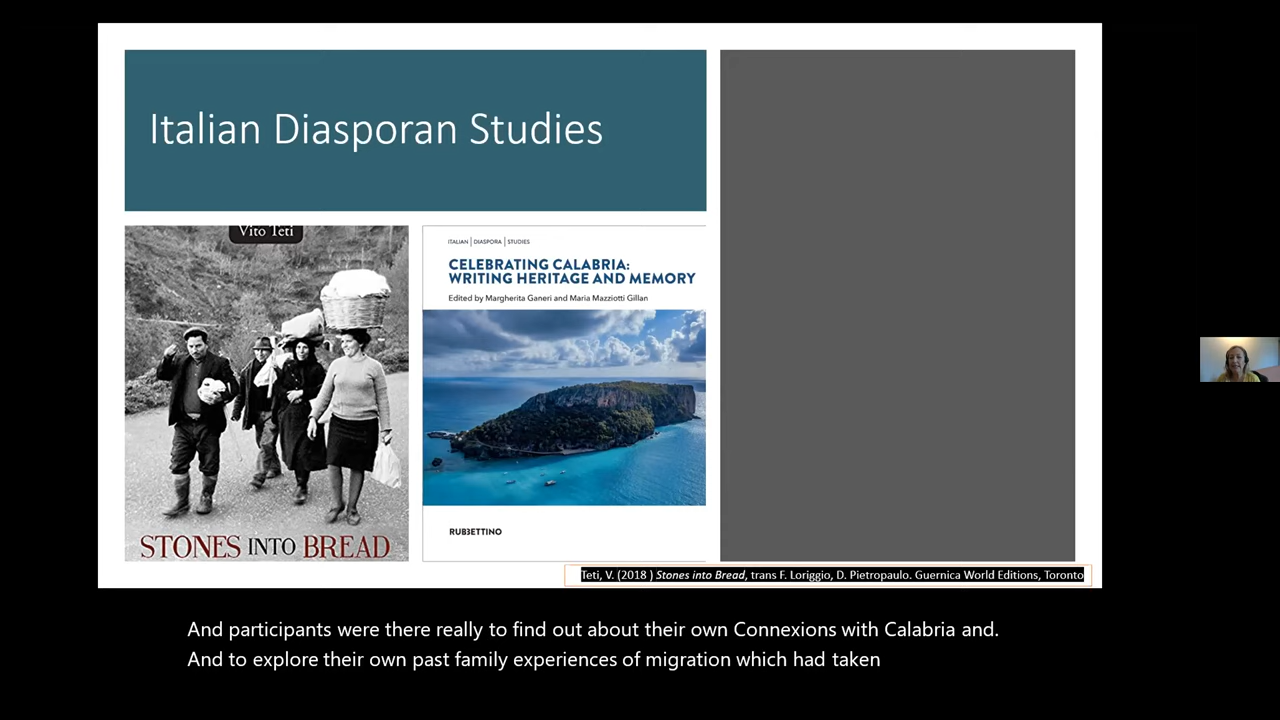 Italian Diasporan Studies
Vito Teti
STONES INTO BREAD
ITALIAN | DIASPORA | STUDIES
CELEBRATING CALABRIA:
WRITING HERITAGE AND MEMORY
Edited by Margherita Ganeri and Maria Mazziotti Gillan
RUBBETTINO
Teti, V. (2018 ) Stones into Bread, trans F. Loriggio, D. Pietropaulo. Guernica World Editions, Toronto
And participants were there really to find out about their own Connexions with Calabria and.
And to explore their own past family experiences of migration which had taken